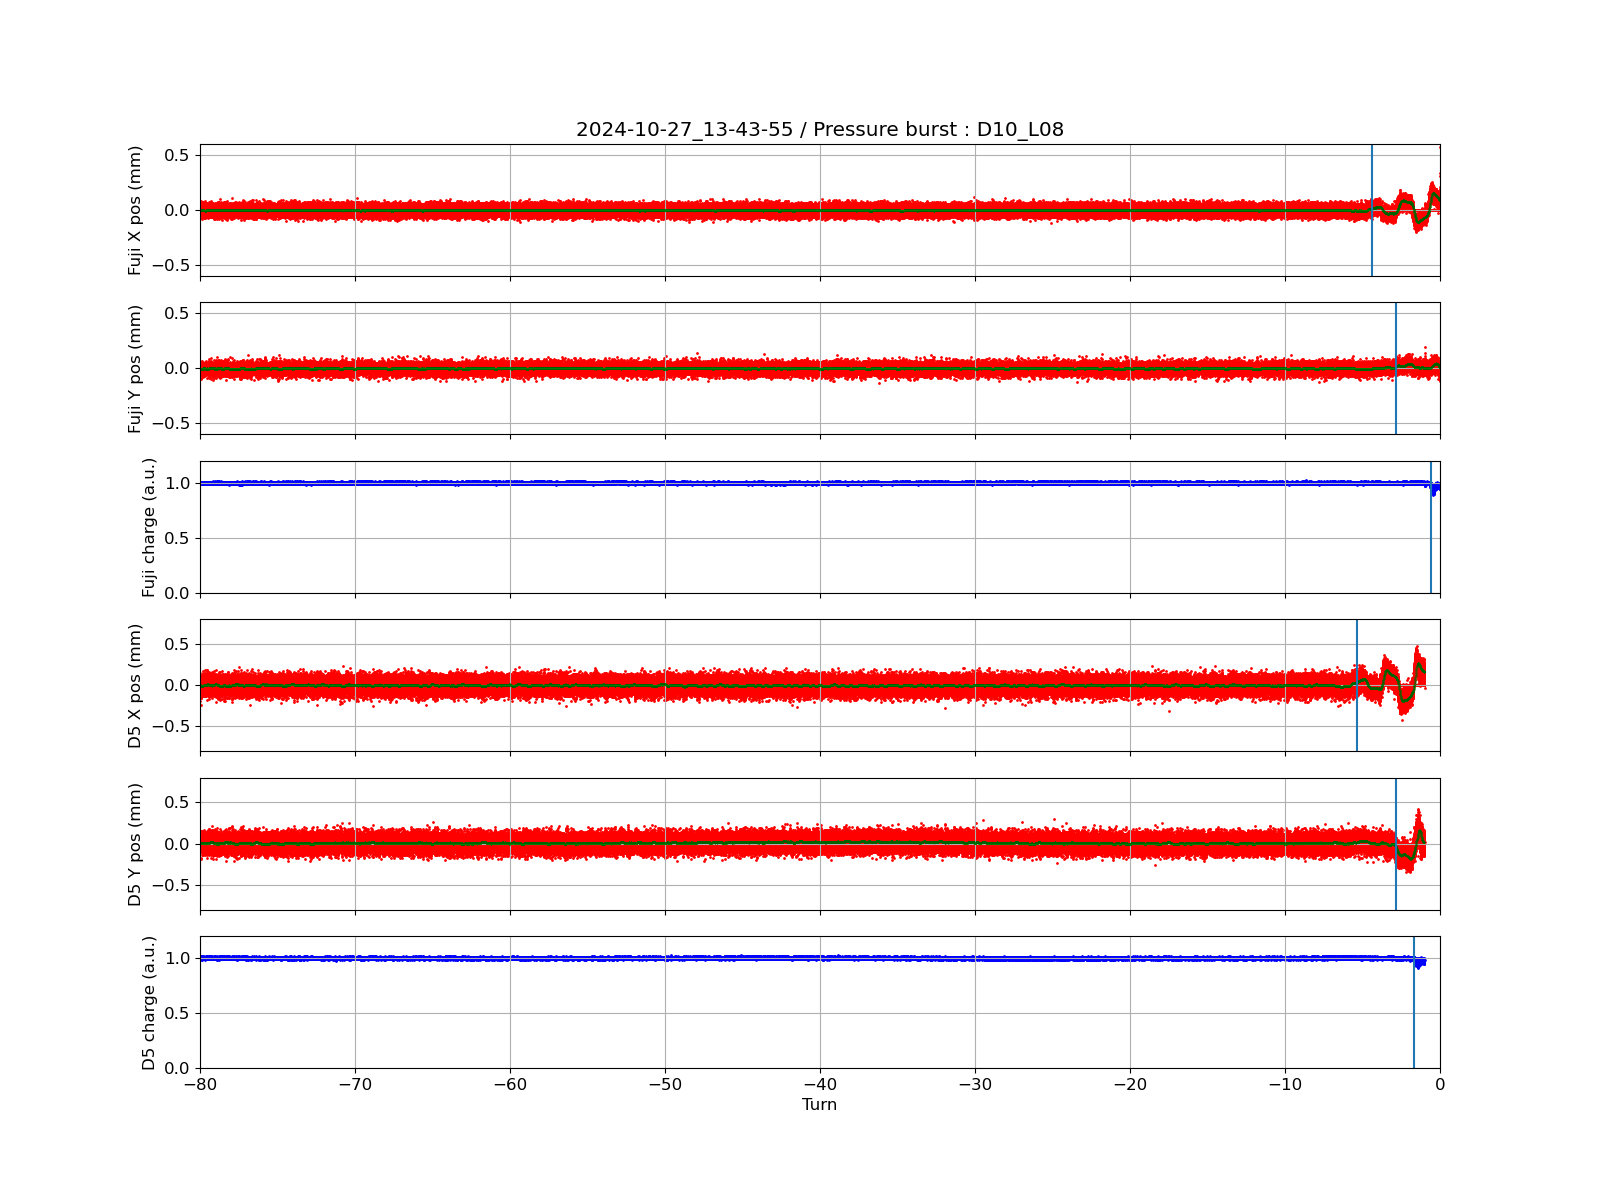 2024-10-27_13-43-55 / Pressure burst : D10_L08
Fuji X pos (mm)
0.5
0.0
−0.5
Fuji Y pos (mm)
0.5
0.0
−0.5
Fuji charge (a.u.)
1.0
0.5
0.0
D5 X pos (mm)
0.5
0.0
−0.5
D5 Y pos (mm)
0.5
0.0
−0.5
D5 charge (a.u.)
1.0
0.5
0.0
−80 −70 −60 −50 −40 −30 −20 −10 0
Turn